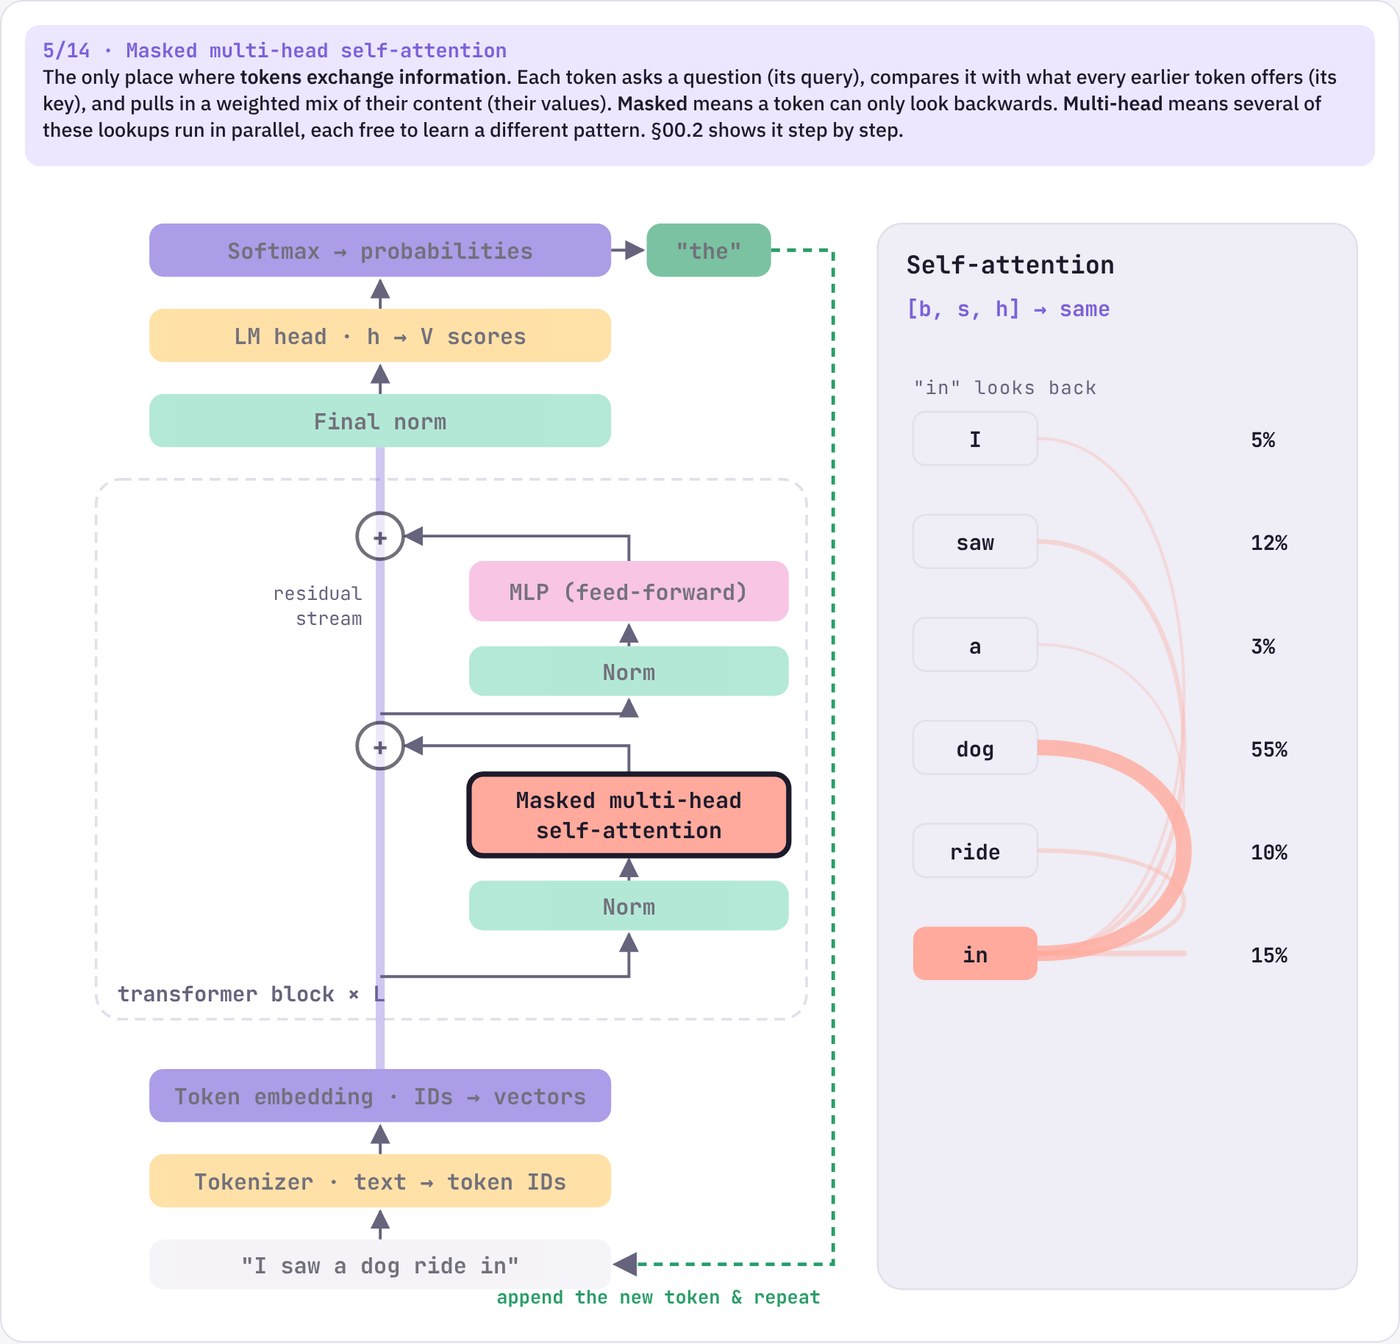 5/14 · Masked multi-head self-attention
The only place where tokens exchange information. Each token asks a question (its query), compares it with what every earlier token offers (its
key), and pulls in a weighted mix of their content (their values). Masked means a token can only look backwards. Multi-head means several of
these lookups run in parallel, each free to learn a different pattern. §00.2 shows it step by step.
Softmax → probabilities
"the"
LM head · h → V scores
Final norm
+
residual
stream
MLP (feed-forward)
Norm
+
Masked multi-head
self-attention
Norm
transformer block × L
Token embedding · IDs → vectors
Tokenizer · text → token IDs
"I saw a dog ride in"
append the new token & repeat
Self-attention
[b, s, h] → same
"in" looks back
I 5%
saw 12%
a 3%
dog 55%
ride 10%
in 15%